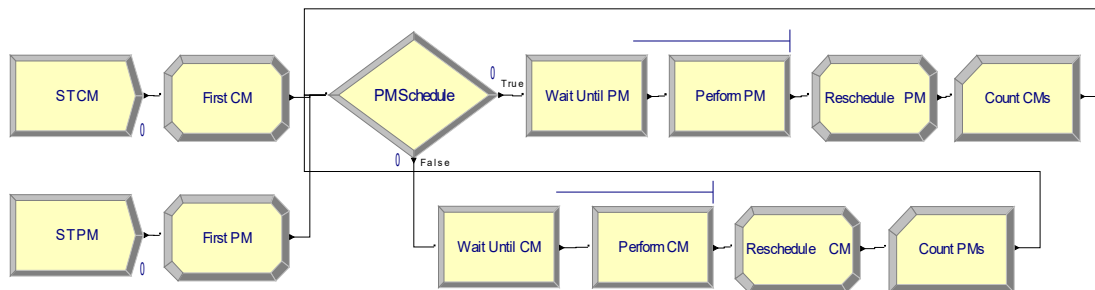 STCM
0
First CM
PMSchedule
0
True
0
False
Wait Until PM
Perform PM
Reschedule PM
Count CMs
STPM
0
First PM
Wait Until CM
Perform CM
Reschedule CM
Count PMs